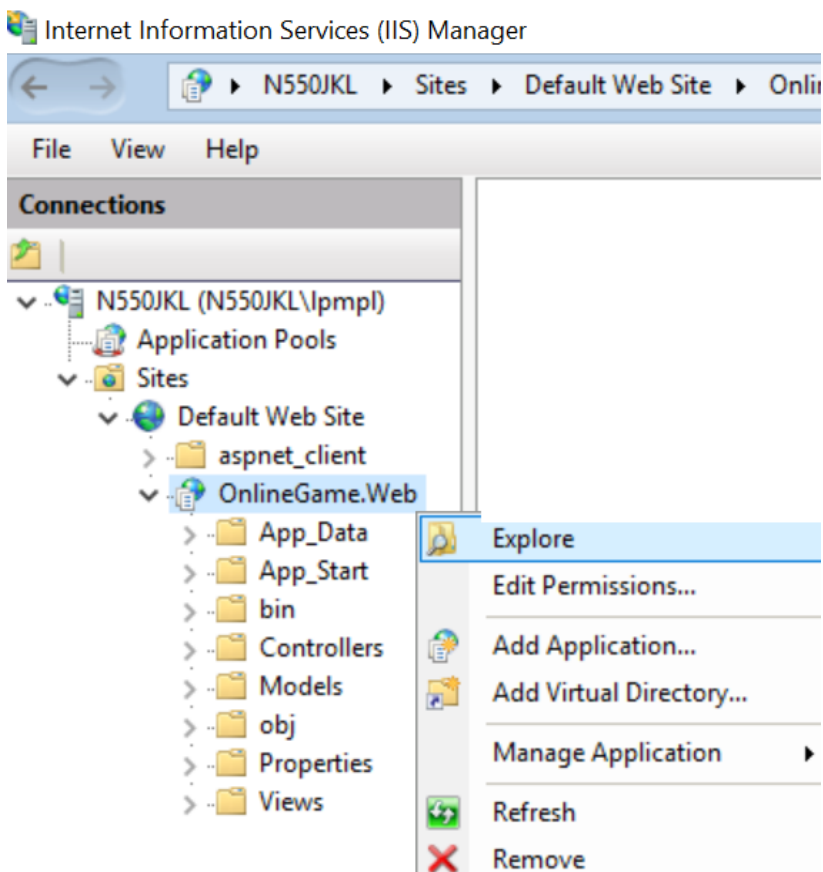 Internet Information Services (IIS) Manager
N550JKL Sites Default Web Site Onlin
File View Help
Connections
N550JKL (N550JKL\lpmpl)
Application Pools
Sites
Default Web Site
aspnet_client
OnlineGame.Web
App_Data
App_Start
bin
Controllers
Models
obj
Properties
Views
Explore
Edit Permissions...
Add Application...
Add Virtual Directory...
Manage Application
Refresh
Remove